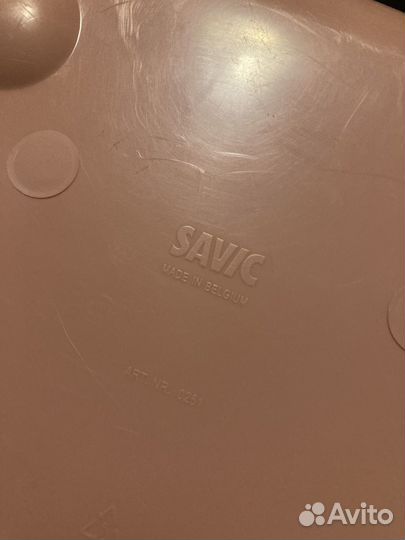 SAVIC
MADE IN BELGIUM
ART. NR. 0251
Avito